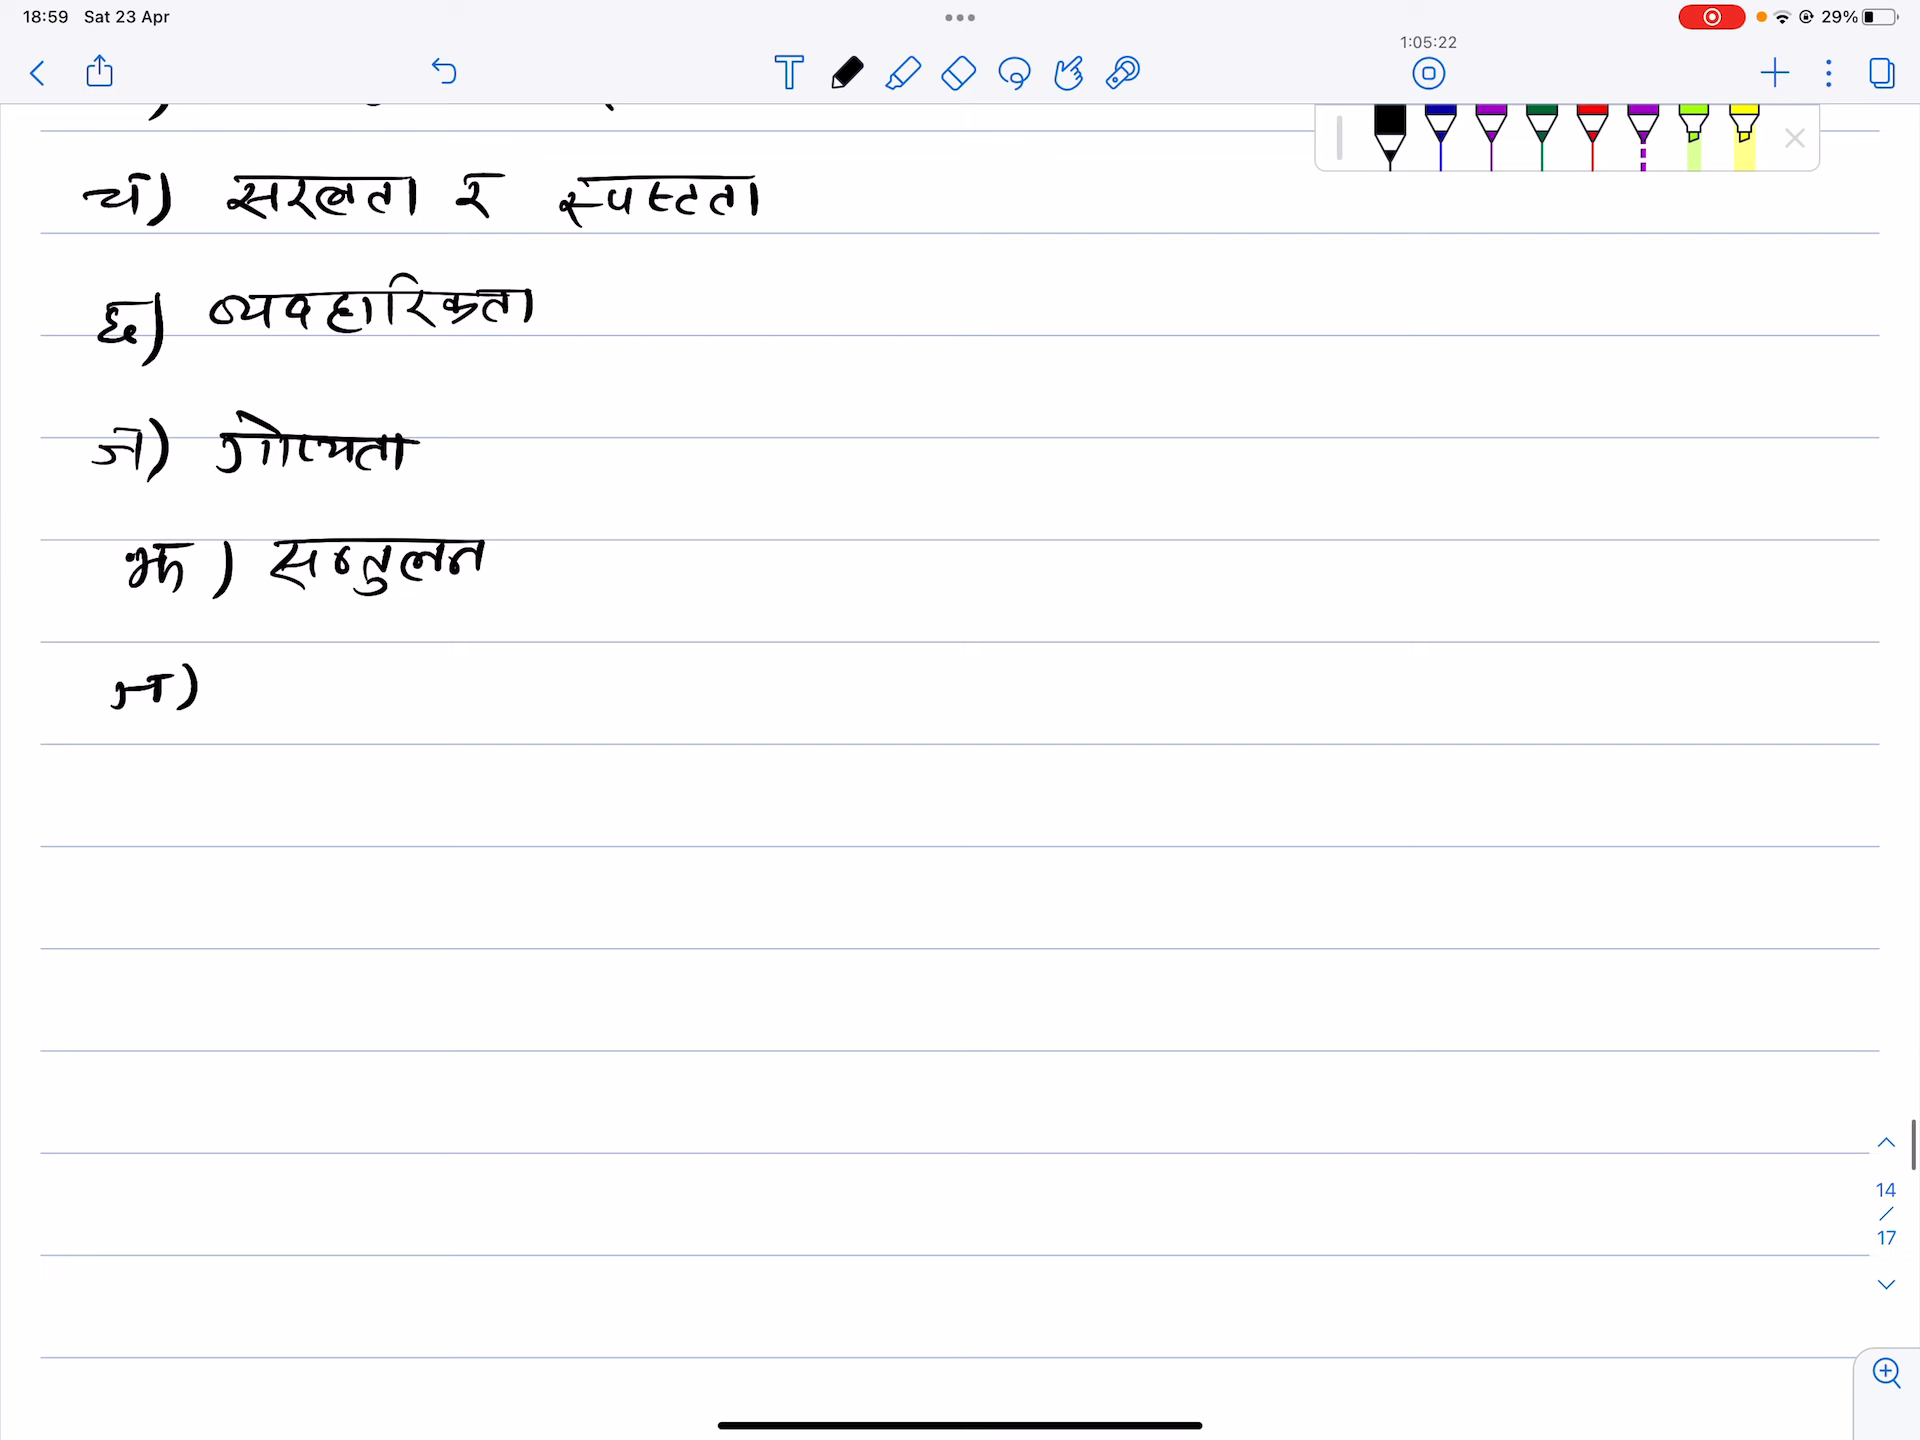 18:59 Sat 23 Apr
29%
1:05:22
च) सरलता र स्पष्टता
छ) व्यवहारिकता
ज) गोप्यता
झ) सन्तुलन
ञ)
14
/
17